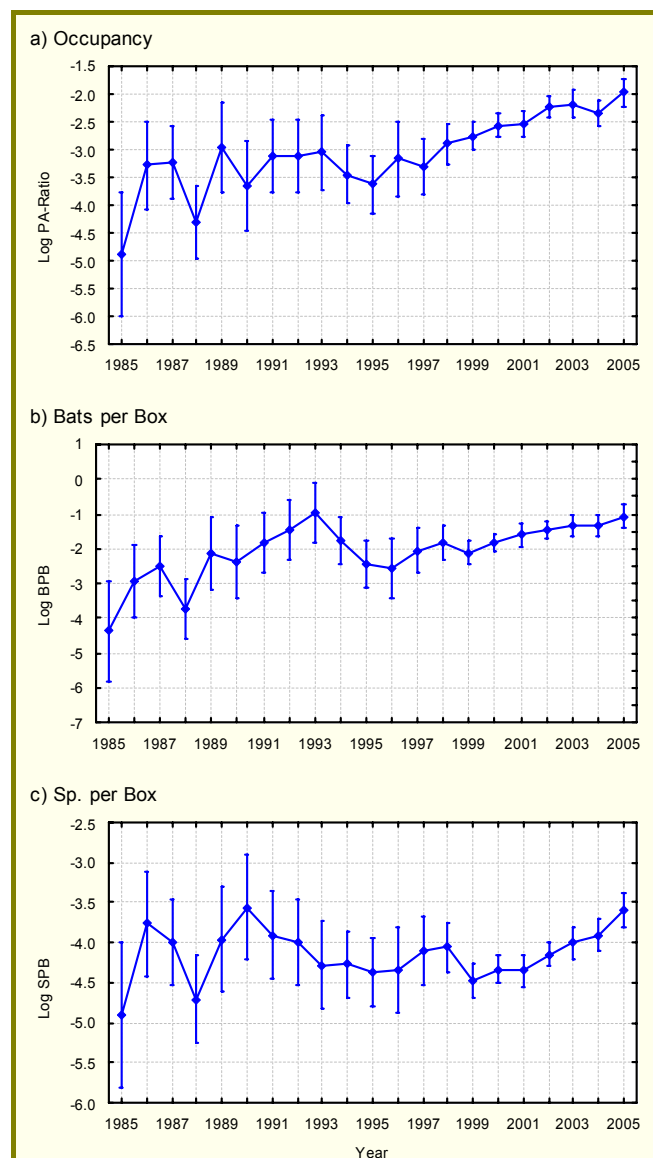 a) Occupancy
-1.5
-2.0
-2.5
-3.0
-3.5
-4.0
-4.5
-5.0
-5.5
-6.0
-6.5
Log PA-Ratio
1985 1987 1989 1991 1993 1995 1997 1999 2001 2003 2005
b) Bats per Box
1
0
-1
-2
-3
-4
-5
-6
-7
Log BPB
1985 1987 1989 1991 1993 1995 1997 1999 2001 2003 2005
c) Sp. per Box
-2.5
-3.0
-3.5
-4.0
-4.5
-5.0
-5.5
-6.0
Log SPB
1985 1987 1989 1991 1993 1995 1997 1999 2001 2003 2005
Year